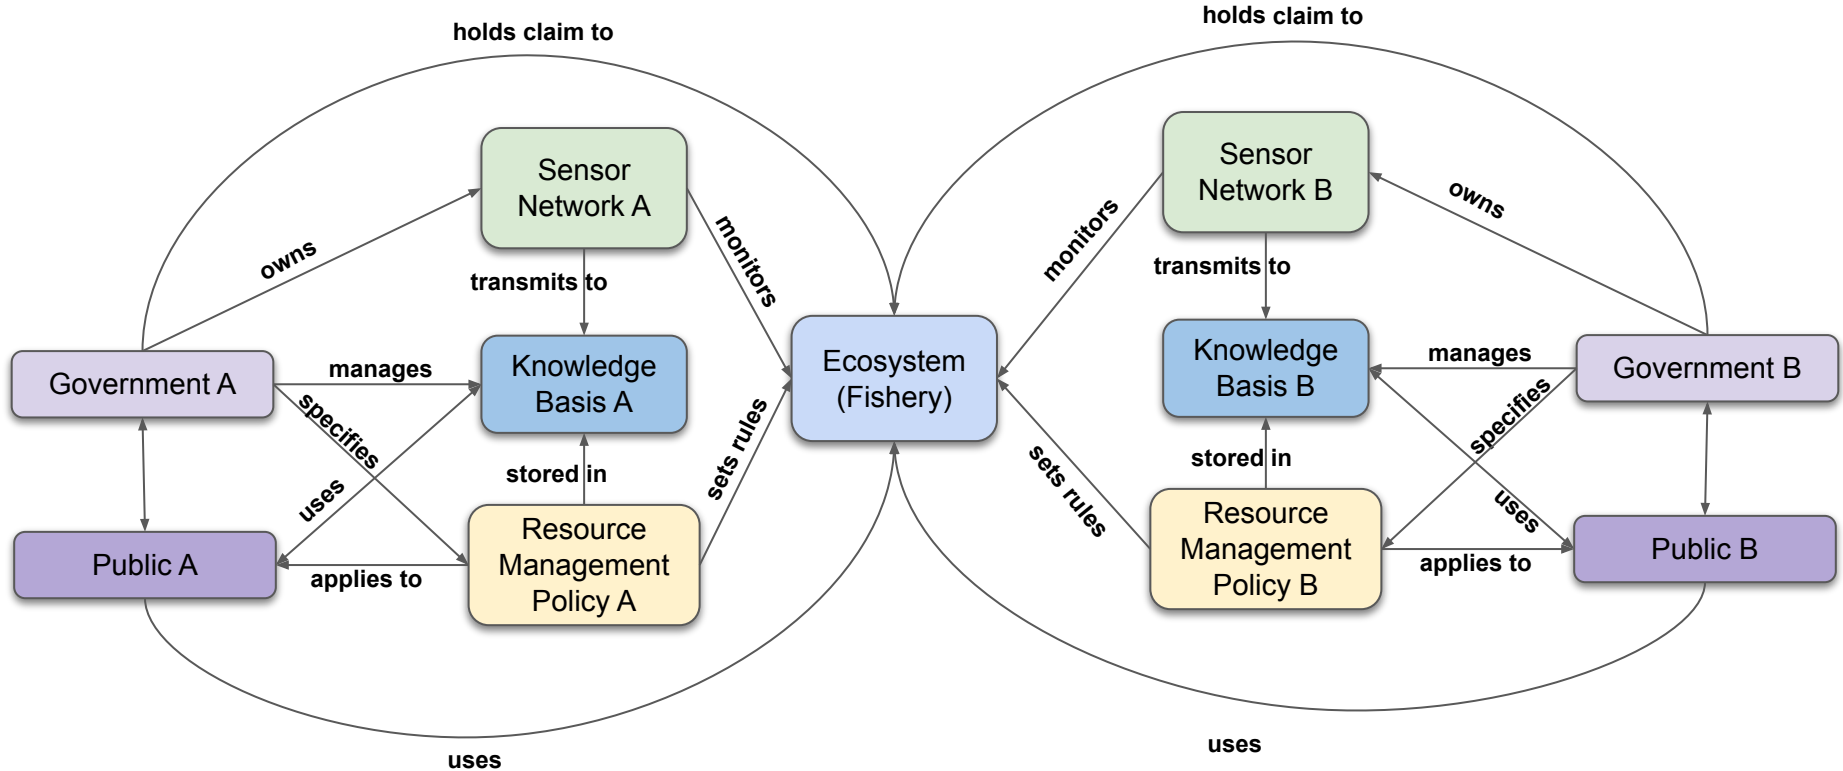 holds claim to
holds claim to
Sensor
Network A
Sensor
Network B
owns
monitors
monitors
owns
transmits to
transmits to
Government A
manages
Knowledge
Basis A
Ecosystem
(Fishery)
Knowledge
Basis B
manages
Government B
specifies
specifies
uses
stored in
sets rules
sets rules
stored in
uses
Public A
applies to
Resource
Management
Policy A
Resource
Management
Policy B
applies to
Public B
uses
uses